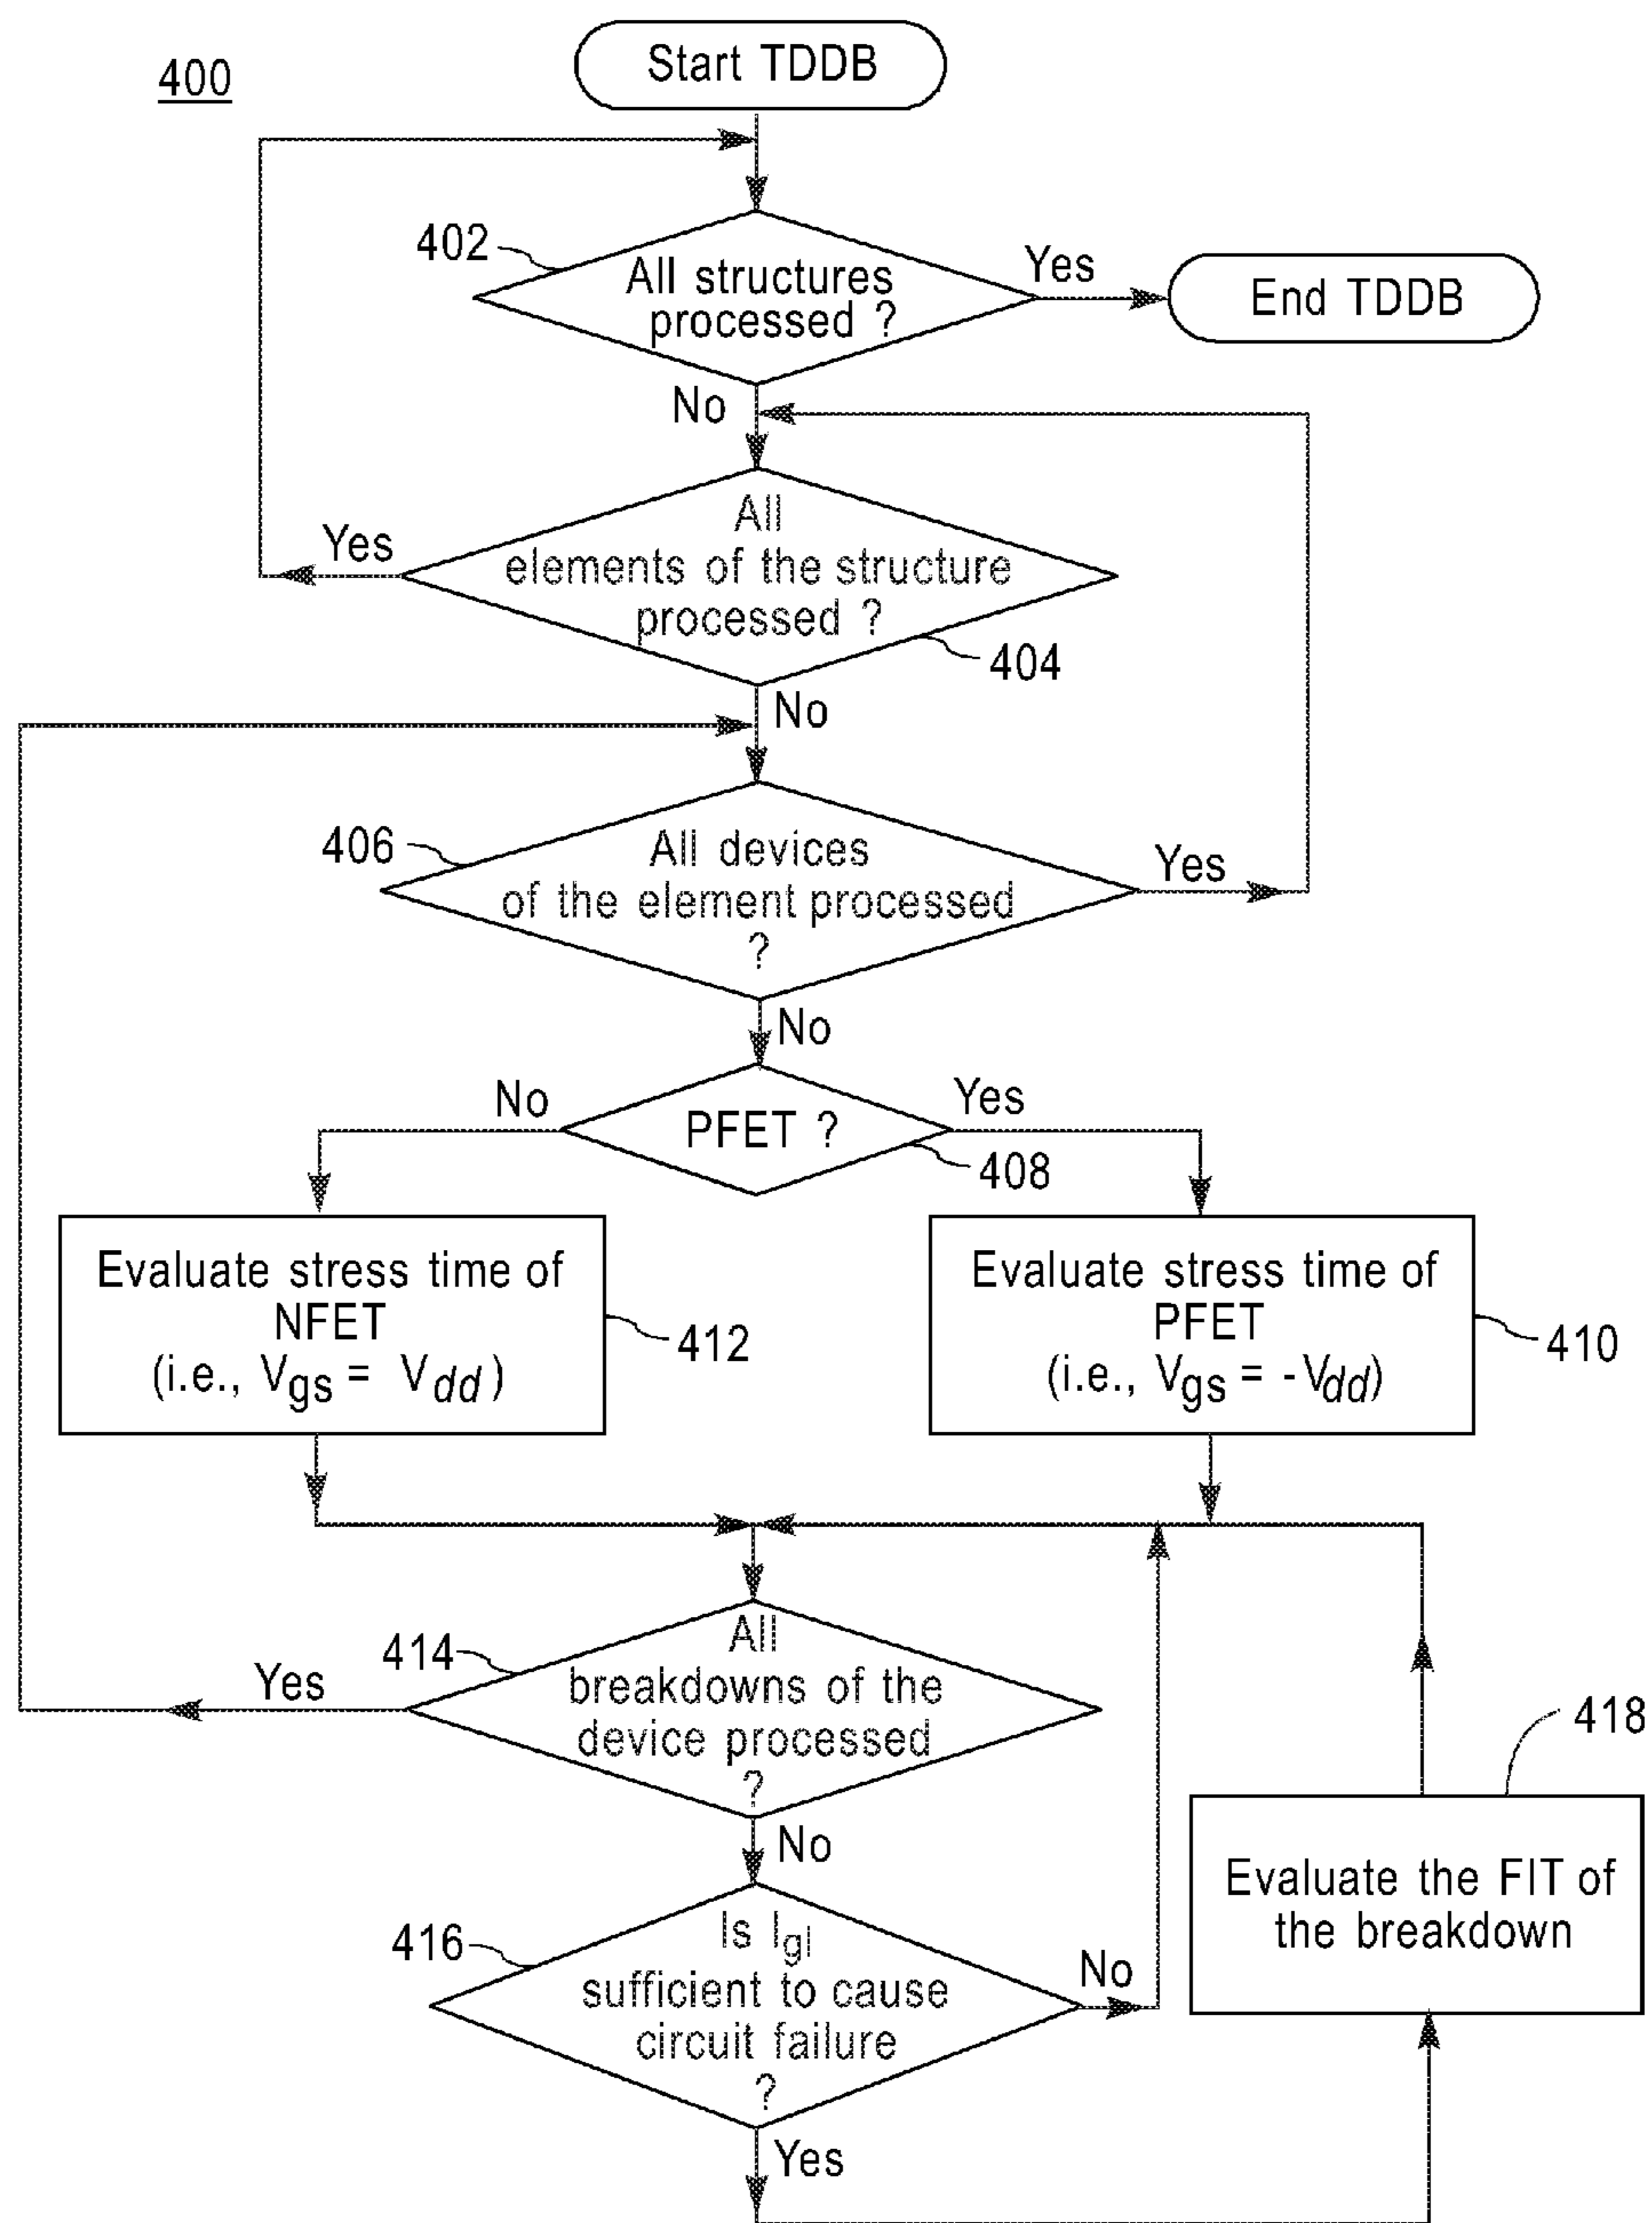 400
Start TDDB
402
All structures
processed ?
Yes
End TDDB
No
All
elements of the structure
processed ?
Yes
404
No
406
All devices
of the element processed
?
Yes
No
No
PFET ?
Yes
408
Evaluate stress time of
NFET
(i.e., Vgs = Vdd )
412
Evaluate stress time of
PFET
(i.e., Vgs = -Vdd)
410
414
Yes
All
breakdowns of the
device processed
?
No
418
Evaluate the FIT of
the breakdown
416
Is Igl
sufficient to cause
circuit failure
?
No
Yes